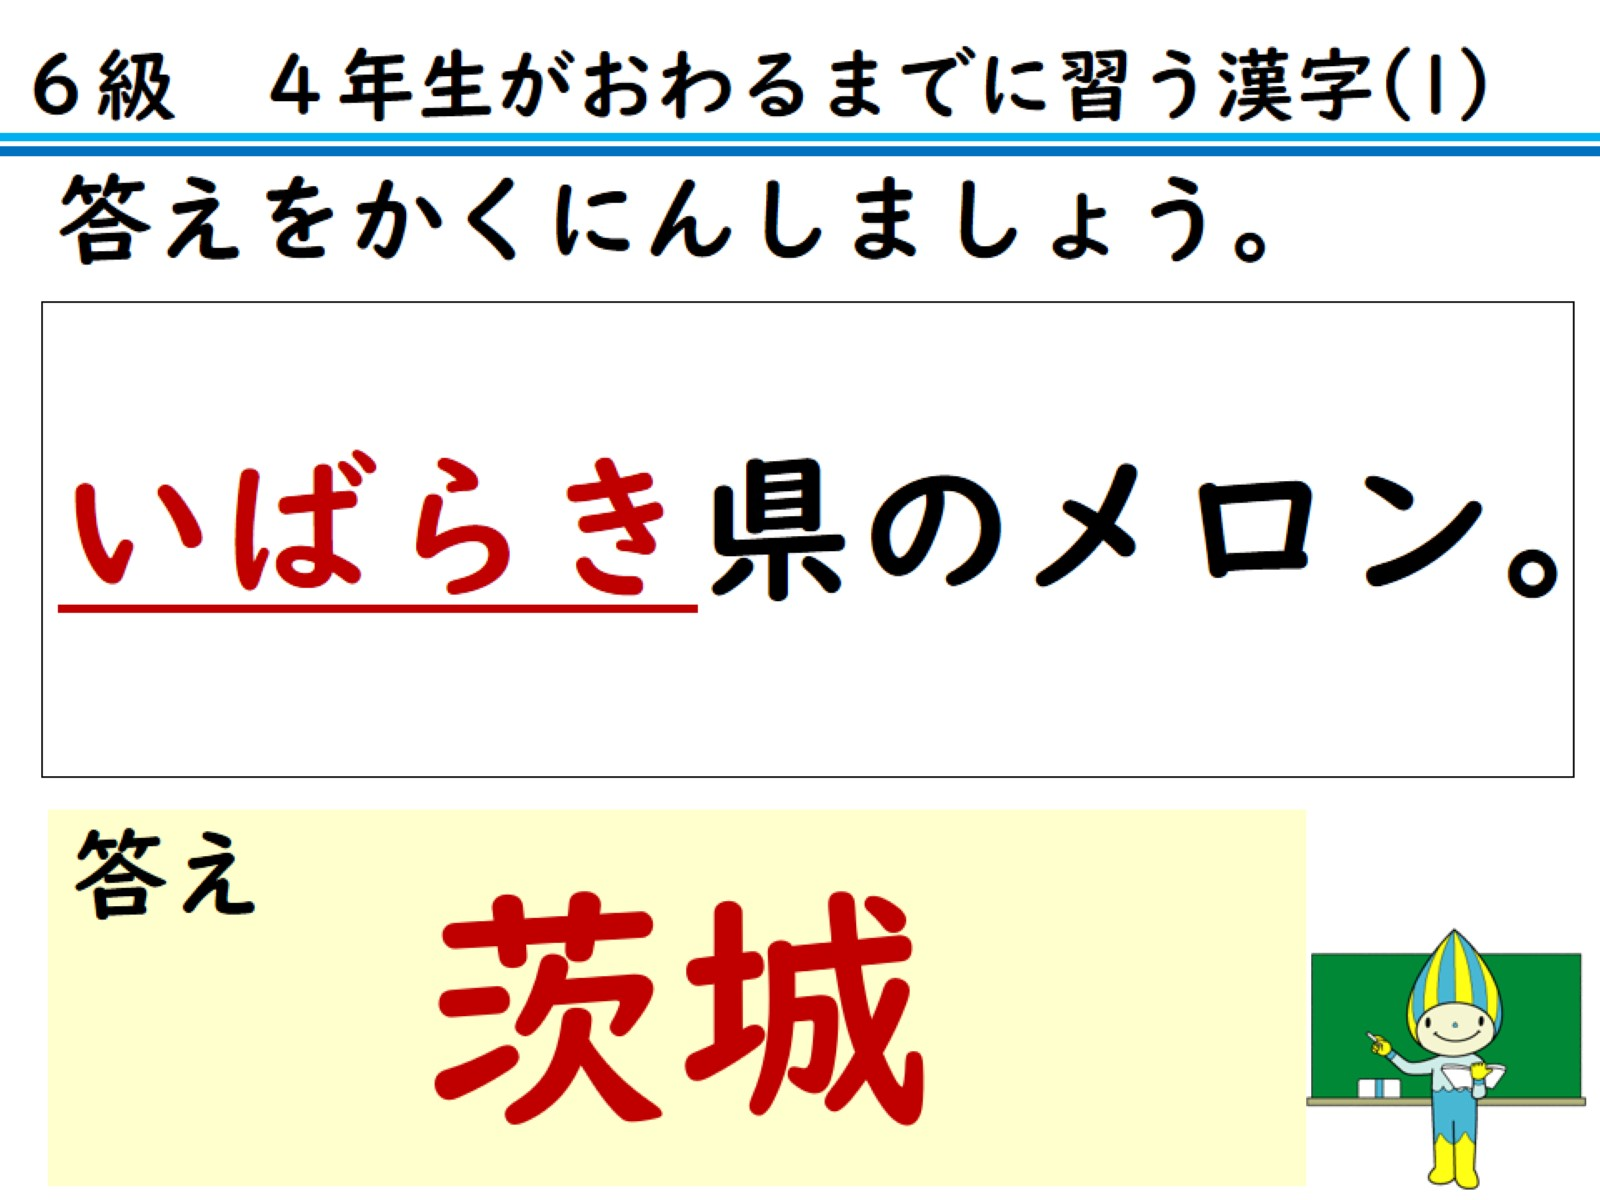 ６級　４年生がおわるまでに習う漢字(1)
答えをかくにんしましょう。
いばらき県のメロン。
答え
茨城